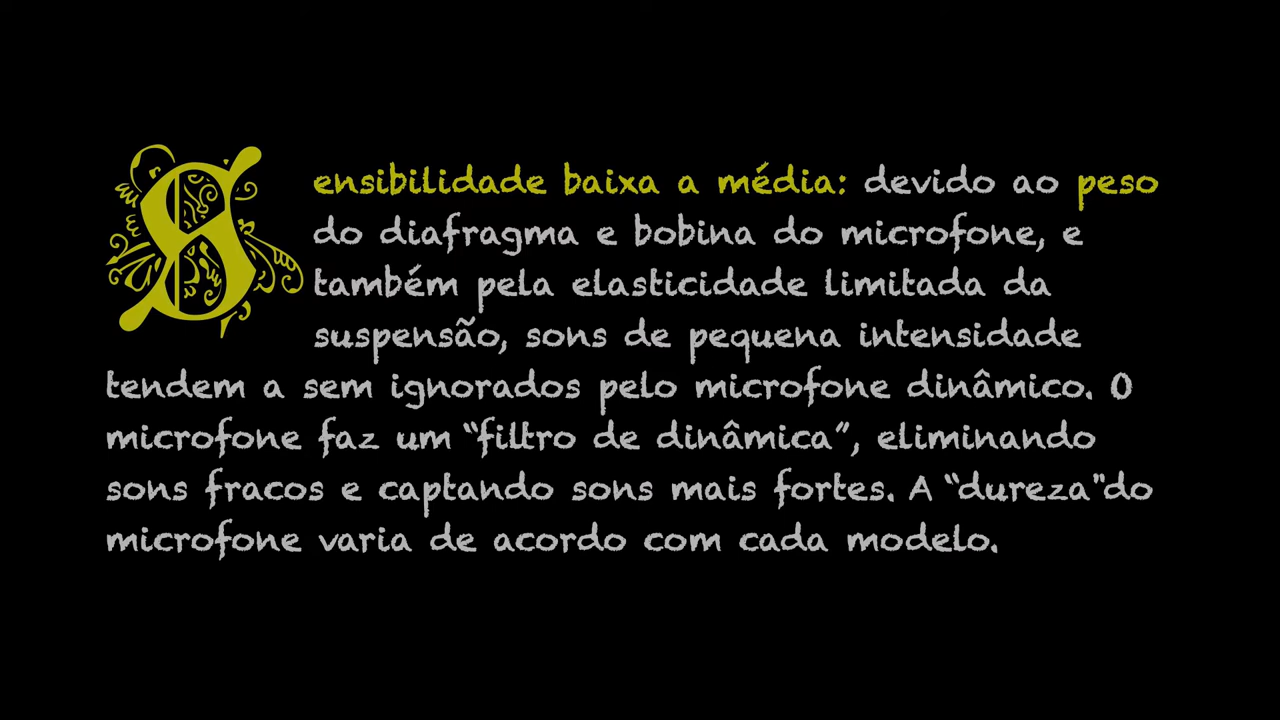 Sensibilidade baixa a média: devido ao peso
do diafragma e bobina do microfone, e
também pela elasticidade limitada da
suspensão, sons de pequena intensidade
tendem a sem ignorados pelo microfone dinâmico. O
microfone faz um “filtro de dinâmica”, eliminando
sons fracos e captando sons mais fortes. A “dureza"do
microfone varia de acordo com cada modelo.